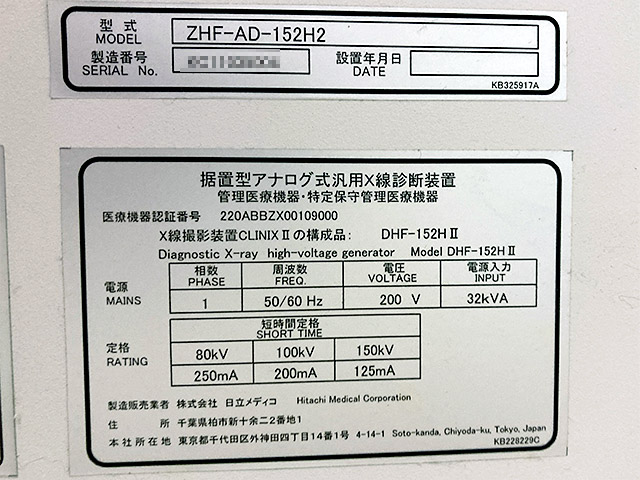 型式 MODEL ZHF-AD-152H2
製造番号 SERIAL No. 設置年月日 DATE
KB325917A
据置型アナログ式汎用X線診断装置
管理医療機器・特定保守管理医療機器
医療機器認証番号 220ABBZX00109000
X線撮影装置CLINIX IIの構成品: DHF-152H II
Diagnostic X-ray high-voltage generator Model DHF-152H II
電源 MAINS
相数 PHASE 周波数 FREQ. 電圧 VOLTAGE 電源入力 INPUT
1 50/60 Hz 200 V 32kVA
定格 RATING
短時間定格 SHORT TIME
80kV 100kV 150kV
250mA 200mA 125mA
製造販売業者 株式会社 日立メディコ Hitachi Medical Corporation
住所 千葉県柏市新十余二2番地1
本社所在地 東京都千代田区外神田四丁目14番1号 4-14-1 Soto-kanda, Chiyoda-ku, Tokyo, Japan
KB228229C